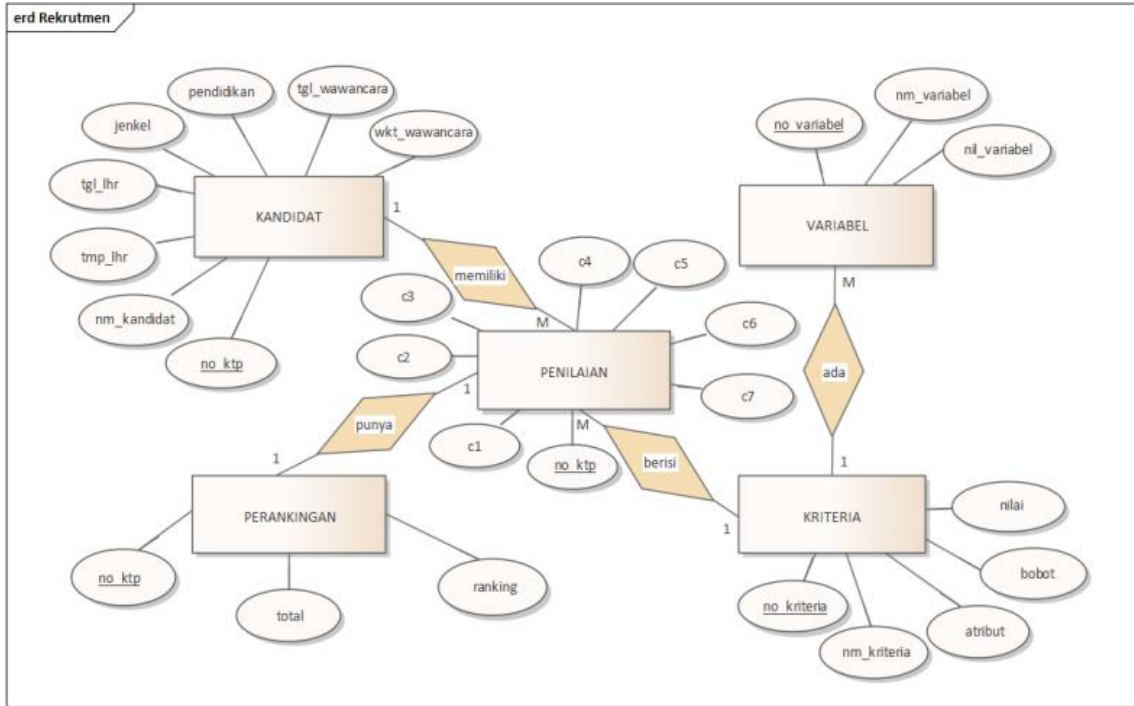 erd Rekrutmen
pendidikan
tgl_wawancara
jenkel
wkt_wawancara
tgl_lhr
tmp_lhr
nm_kandidat
no_ktp
KANDIDAT
1
memiliki
M
nm_variabel
no_variabel
nil_variabel
VARIABEL
M
ada
1
c4
c5
c3
c6
c2
c7
c1
no_ktp
PENILAIAN
1
punya
1
M
berisi
1
PERANKINGAN
no_ktp
total
ranking
KRITERIA
nilai
bobot
no_kriteria
atribut
nm_kriteria